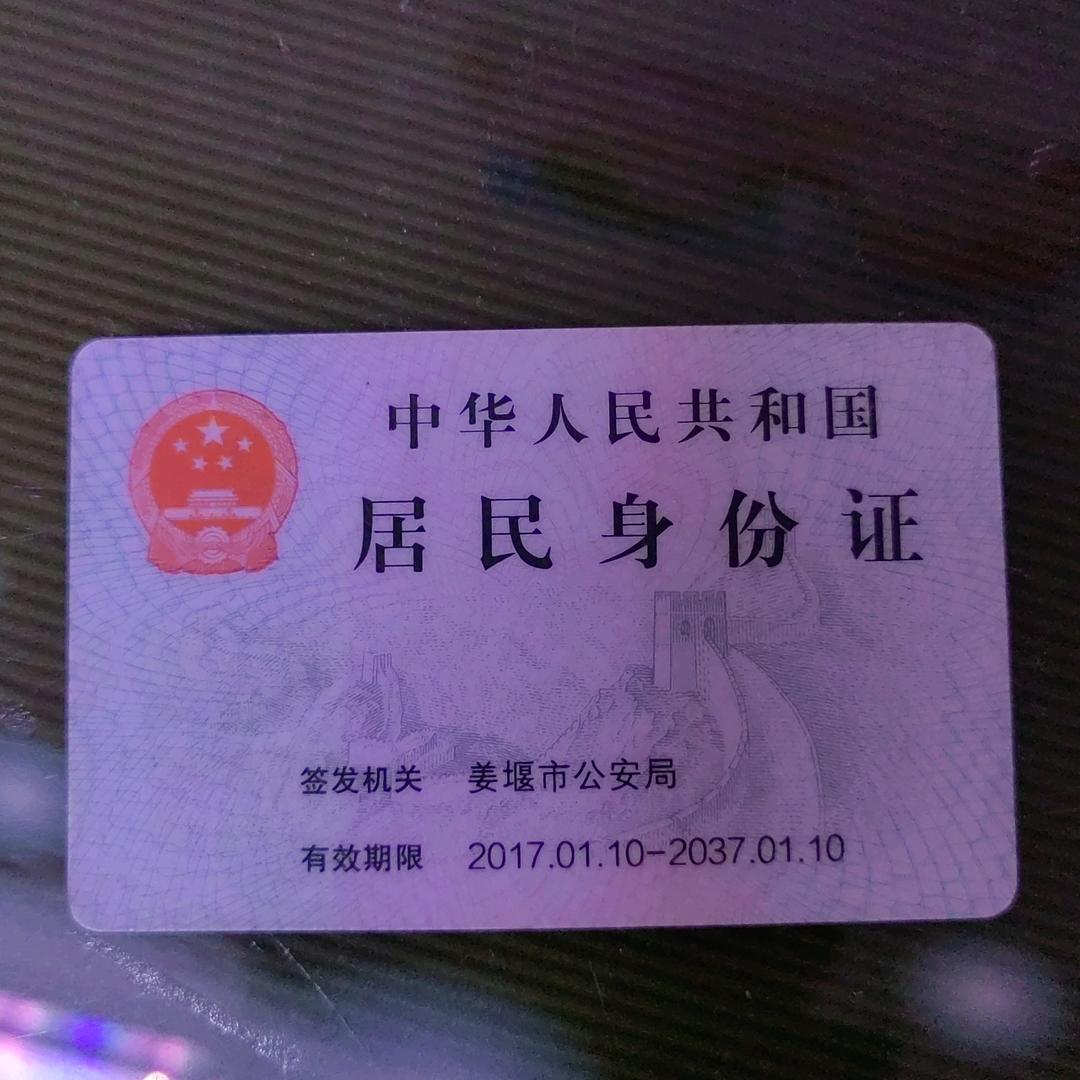 中华人民共和国
居民身份证
签发机关 姜堰市公安局
有效期限 2017.01.10-2037.01.10